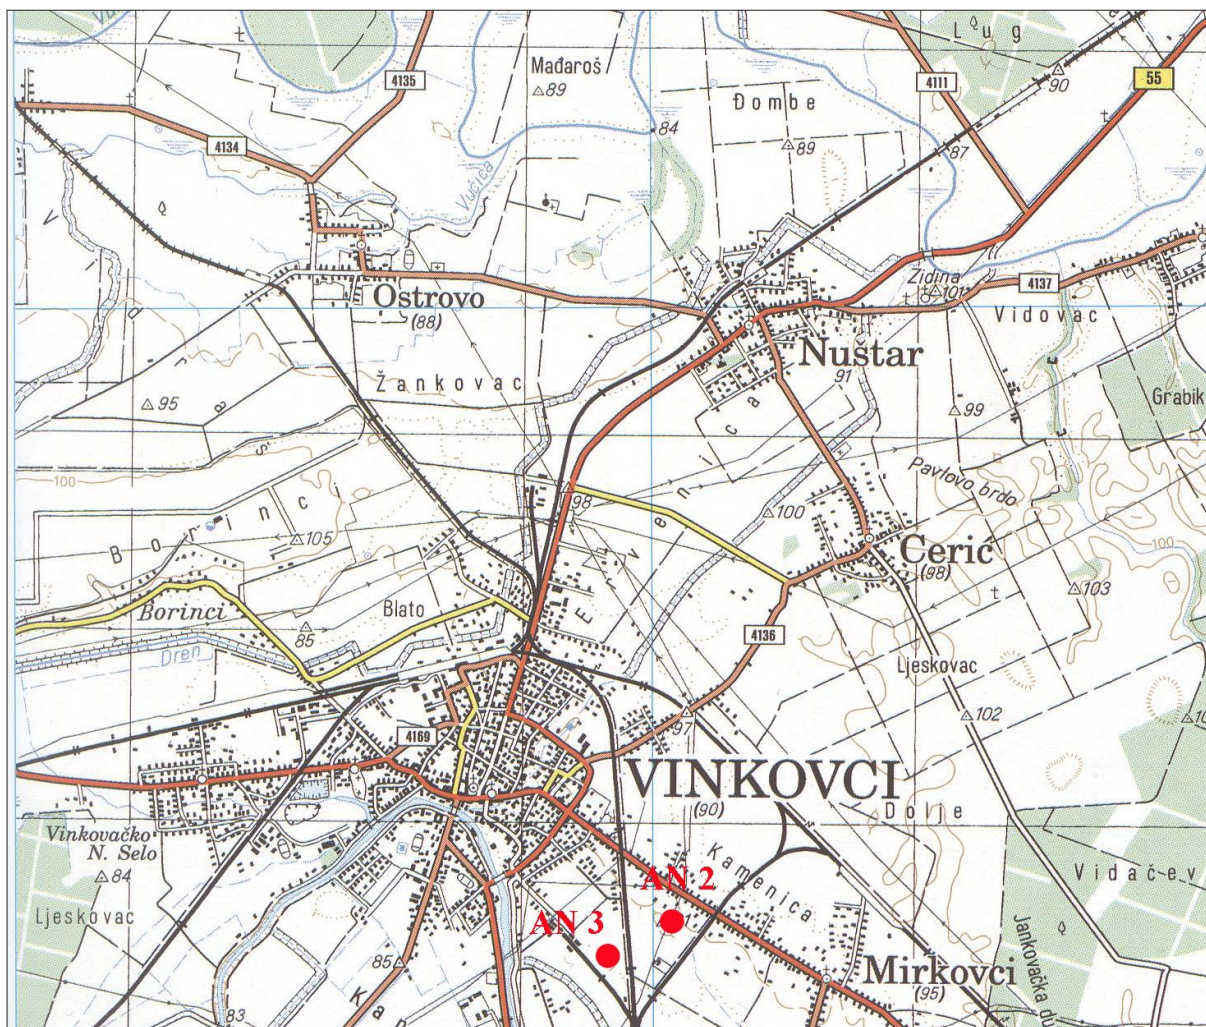 4135
Mađaroš
89
Lug
4111
90
55
Đombe
84
89
87
4134
Vučica
Ostrovo
(88)
Zidina
101
4137
Vidovac
Nuštar
Žankovac
91
95
99
Grabik
100
98
Pavlovo brdo
100
100
Borinci
105
Cerić
(98)
103
Borinci
85
Blato
Dren
4136
Ljeskovac
97
102
4169
VINKOVCI
(90)
Dolje
Vinkovačko
N. Selo
84
Kamenica
Vidačev
AN 2
Ljeskovac
AN 3
85
Jankovačka
Mirkovci
(95)
83